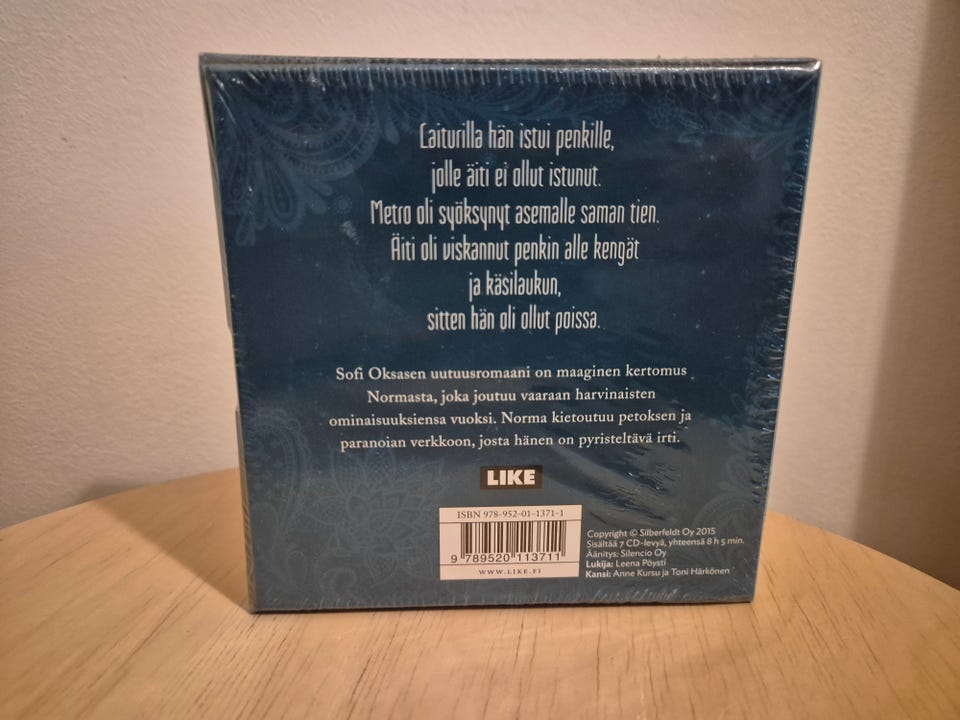 Laiturilla hän istui penkille,
jolle äiti ei ollut istunut.
Metro oli syöksynyt asemalle saman tien.
Äiti oli viskannut penkin alle kengät
ja käsilaukun,
sitten hän oli ollut poissa.
Sofi Oksasen uutuusromaani on maaginen kertomus
Normasta, joka joutuu vaaraan harvinaisten
ominaisuuksiensa vuoksi. Norma kietoutuu petoksen ja
paranoian verkkoon, josta hänen on pyristeltävä irti.
LIKE
ISBN 978-952-01-1371-1
9 789520 113711
WWW.LIKE.FI
Copyright © Silberfeldt Oy 2015
Sisältää 7 CD-levyä, yhteensä 8 h 5 min.
Äänitys: Silencio Oy
Lukija: Leena Pöysti
Kansi: Anne Kursu ja Toni Härkönen